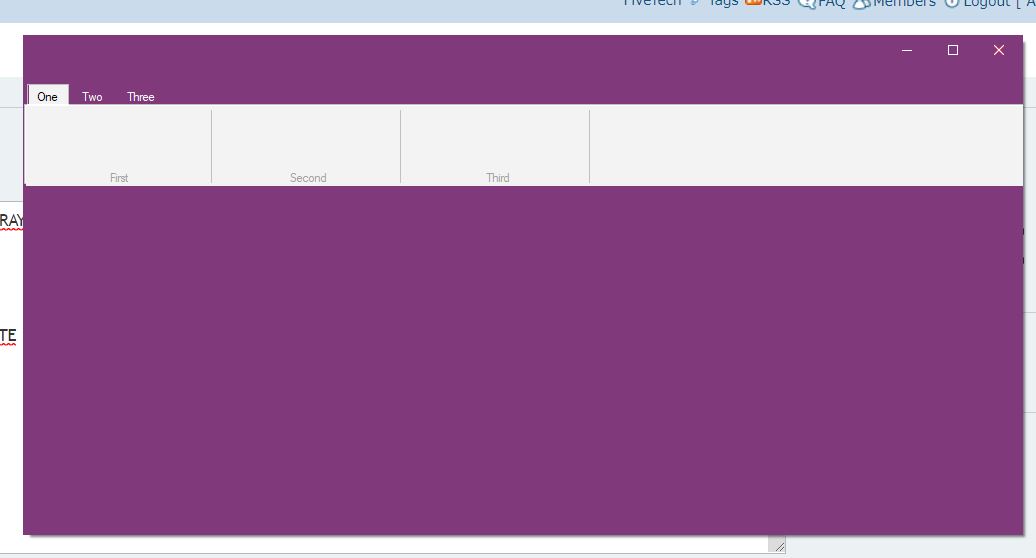 FiveTech Tags RSS FAQ Members Logout [ A
One Two Three
First Second Third
RAY
TE